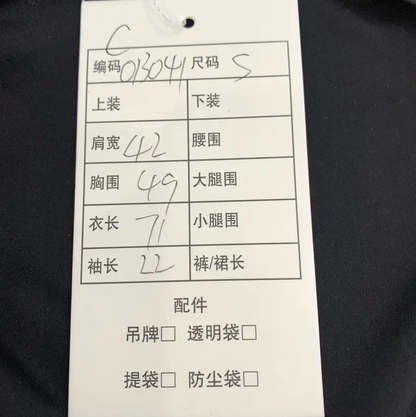 C
编码 013041 尺码 S
上装 下装
肩宽 42 腰围
胸围 49 大腿围
衣长 71 小腿围
袖长 22 裤/裙长
配件
吊牌□ 透明袋□
提袋□ 防尘袋□